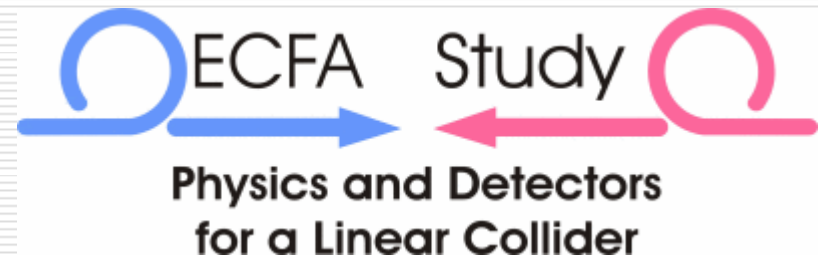 ECFA Study
Physics and Detectors
for a Linear Collider